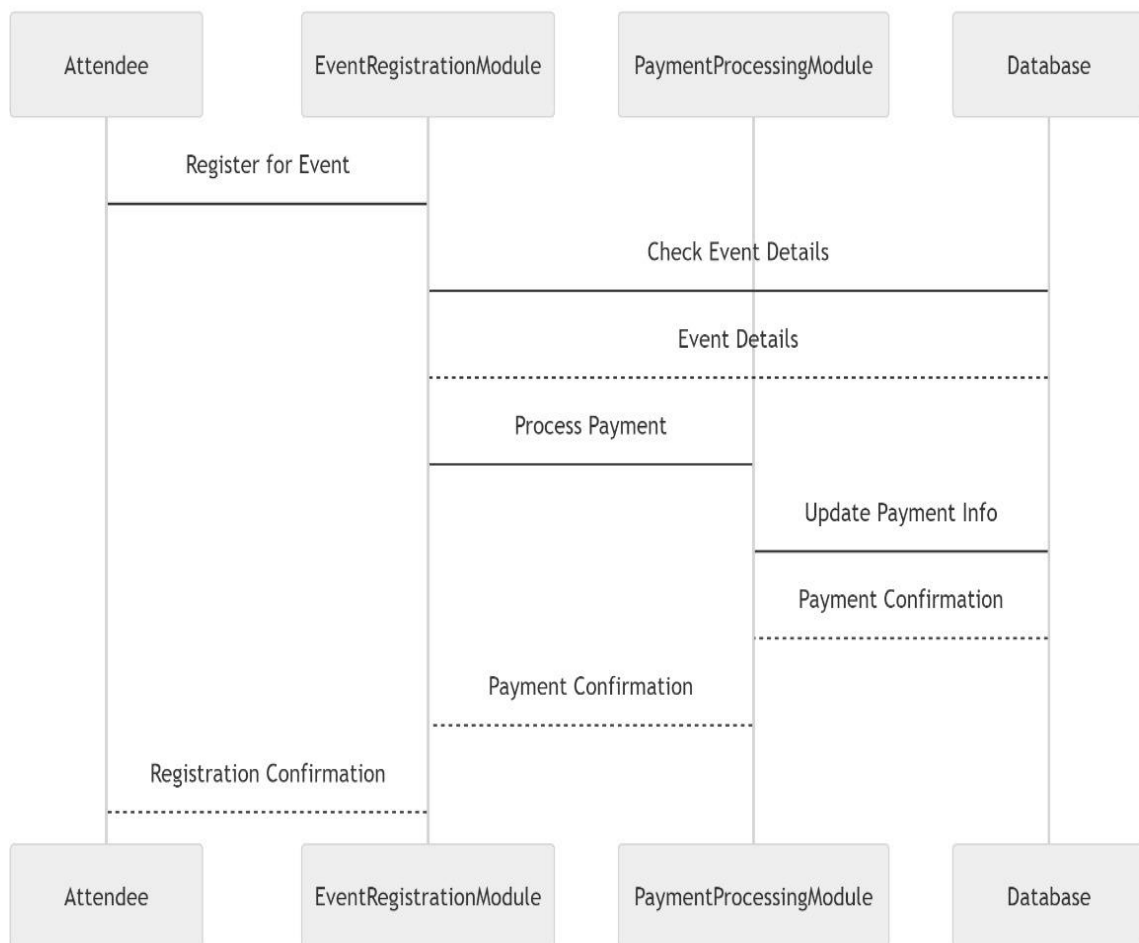 Attendee
EventRegistrationModule
PaymentProcessingModule
Database
Register for Event
Check Event Details
Event Details
Process Payment
Update Payment Info
Payment Confirmation
Payment Confirmation
Registration Confirmation
Attendee
EventRegistrationModule
PaymentProcessingModule
Database